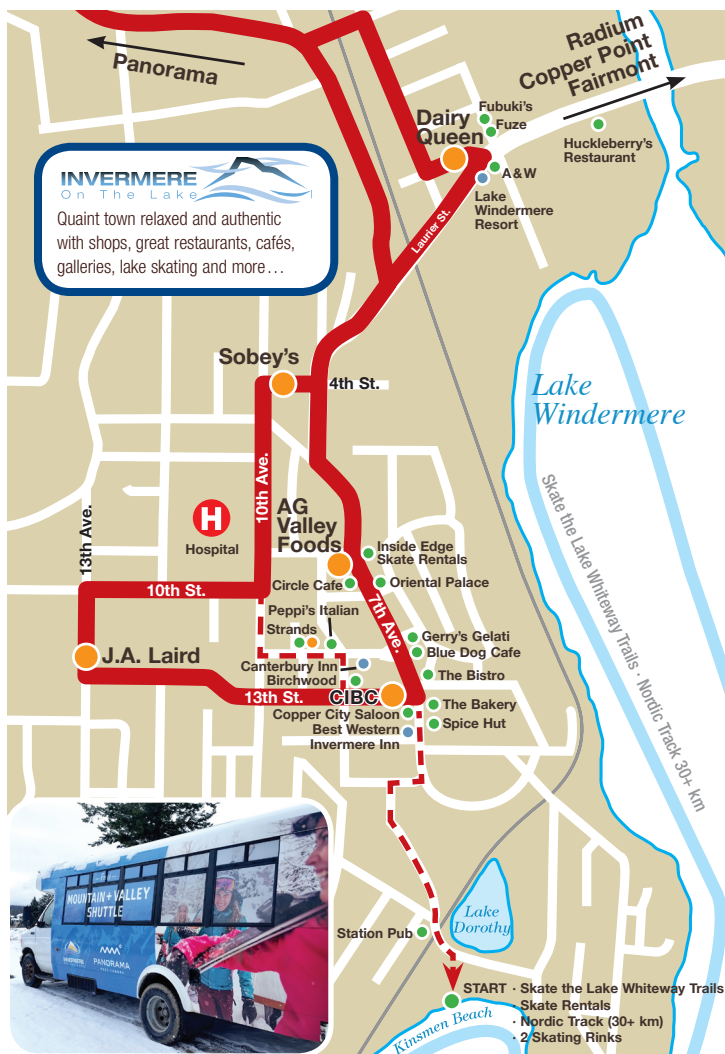 Panorama
Radium
Copper Point
Fairmont
Dairy
Queen
Fubuki's
Fuze
Huckleberry's
Restaurant
A & W
Lake
Windermere
Resort
INVERMERE
On The Lake
Quaint town relaxed and authentic
with shops, great restaurants, cafés,
galleries, lake skating and more…
Laurier St.
Sobey's
4th St.
Lake
Windermere
10th Ave.
13th Ave.
H
Hospital
AG
Valley
Foods
Inside Edge
Skate Rentals
Circle Cafe
Oriental Palace
10th St.
7th Ave.
Peppi's Italian
Strands
Gerry's Gelati
Blue Dog Cafe
J.A. Laird
Canterbury Inn
Birchwood
The Bistro
13th St.
CIBC
The Bakery
Copper City Saloon
Spice Hut
Best Western
Invermere Inn
Skate the Lake Whiteway Trails · Nordic Track 30+ km
MOUNTAIN + VALLEY
SHUTTLE
INVERMERE
PANORAMA
Lake
Dorothy
Station Pub
START · Skate the Lake Whiteway Trails
· Skate Rentals
· Nordic Track (30+ km)
· 2 Skating Rinks
Kinsmen Beach